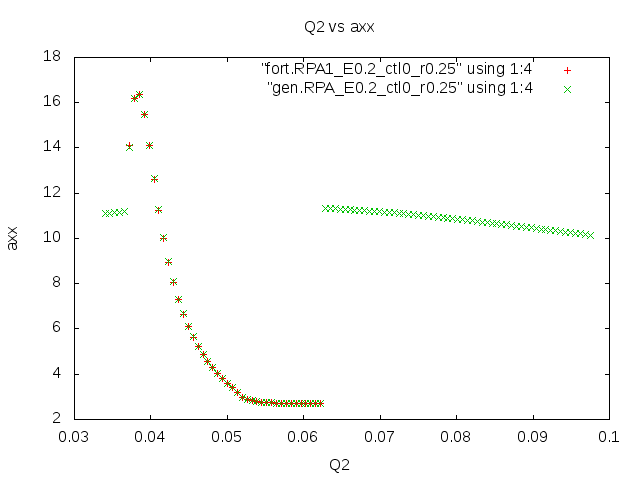 Q2 vs axx
"fort.RPA1_E0.2_ctl0_r0.25" using 1:4
"gen.RPA_E0.2_ctl0_r0.25" using 1:4
18
16
14
12
10
8
6
4
2
axx
0.03 0.04 0.05 0.06 0.07 0.08 0.09 0.1
Q2